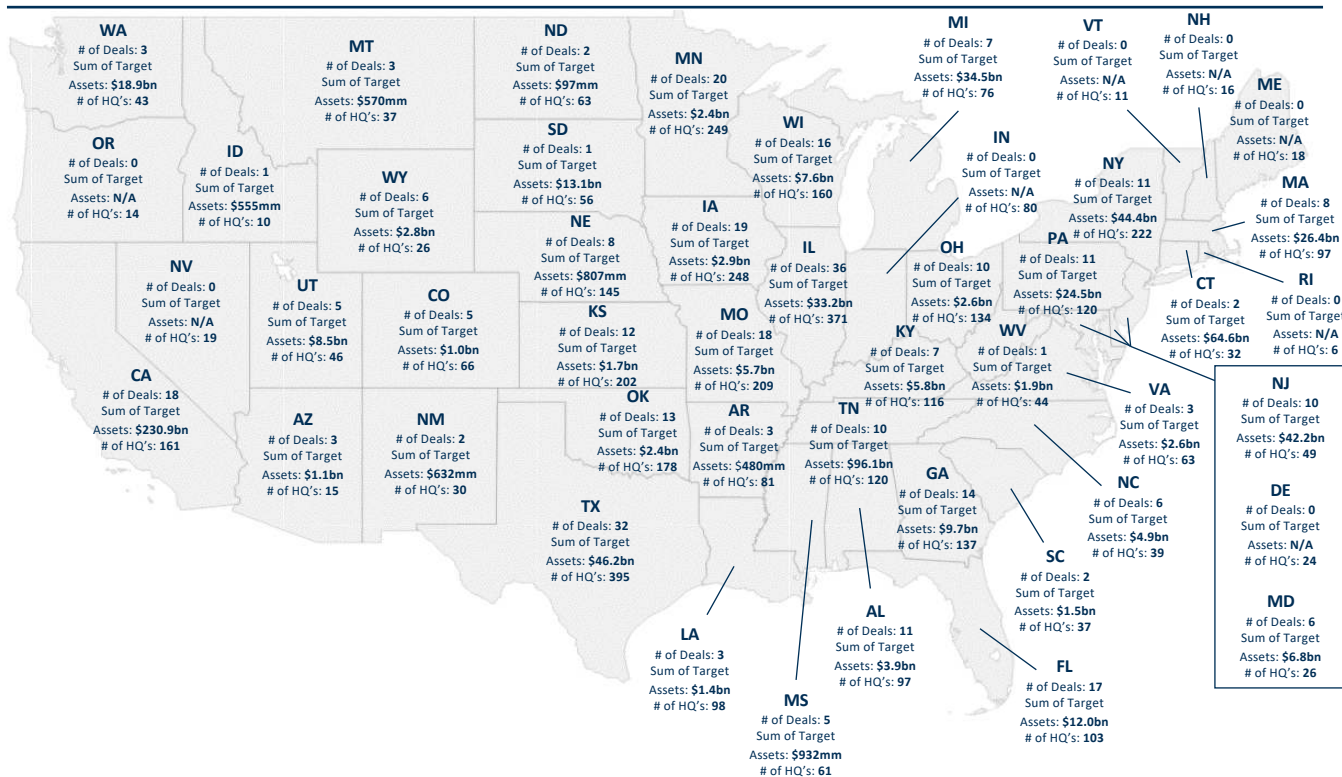 WA
# of Deals: 3
Sum of Target
Assets: $18.9bn
# of HQ's: 43
OR
# of Deals: 0
Sum of Target
Assets: N/A
# of HQ's: 14
ID
# of Deals: 1
Sum of Target
Assets: $555mm
# of HQ's: 10
MT
# of Deals: 3
Sum of Target
Assets: $570mm
# of HQ's: 37
WY
# of Deals: 6
Sum of Target
Assets: $2.8bn
# of HQ's: 26
ND
# of Deals: 2
Sum of Target
Assets: $97mm
# of HQ's: 63
SD
# of Deals: 1
Sum of Target
Assets: $13.1bn
# of HQ's: 56
NE
# of Deals: 8
Sum of Target
Assets: $807mm
# of HQ's: 145
KS
# of Deals: 12
Sum of Target
Assets: $1.7bn
# of HQ's: 202
OK
# of Deals: 13
Sum of Target
Assets: $2.4bn
# of HQ's: 178
MN
# of Deals: 20
Sum of Target
Assets: $2.4bn
# of HQ's: 249
WI
# of Deals: 16
Sum of Target
Assets: $7.6bn
# of HQ's: 160
IA
# of Deals: 19
Sum of Target
Assets: $2.9bn
# of HQ's: 248
MO
# of Deals: 18
Sum of Target
Assets: $5.7bn
# of HQ's: 209
AR
# of Deals: 3
Sum of Target
Assets: $480mm
# of HQ's: 81
IL
# of Deals: 36
Sum of Target
Assets: $33.2bn
# of HQ's: 371
MI
# of Deals: 7
Sum of Target
Assets: $34.5bn
# of HQ's: 76
IN
# of Deals: 0
Sum of Target
Assets: N/A
# of HQ's: 80
OH
# of Deals: 10
Sum of Target
Assets: $2.6bn
# of HQ's: 134
KY
# of Deals: 7
Sum of Target
Assets: $5.8bn
# of HQ's: 116
WV
# of Deals: 1
Sum of Target
Assets: $1.9bn
# of HQ's: 44
VT
# of Deals: 0
Sum of Target
Assets: N/A
# of HQ's: 11
NH
# of Deals: 0
Sum of Target
Assets: N/A
# of HQ's: 16
ME
# of Deals: 0
Sum of Target
Assets: N/A
# of HQ's: 18
NY
# of Deals: 11
Sum of Target
Assets: $44.4bn
# of HQ's: 222
MA
# of Deals: 8
Sum of Target
Assets: $26.4bn
# of HQ's: 97
PA
# of Deals: 11
Sum of Target
Assets: $24.5bn
# of HQ's: 120
CT
# of Deals: 2
Sum of Target
Assets: $64.6bn
# of HQ's: 32
RI
# of Deals: 0
Sum of Target
Assets: N/A
# of HQ's: 6
NV
# of Deals: 0
Sum of Target
Assets: N/A
# of HQ's: 19
UT
# of Deals: 5
Sum of Target
Assets: $8.5bn
# of HQ's: 46
CO
# of Deals: 5
Sum of Target
Assets: $1.0bn
# of HQ's: 66
CA
# of Deals: 18
Sum of Target
Assets: $230.9bn
# of HQ's: 161
AZ
# of Deals: 3
Sum of Target
Assets: $1.1bn
# of HQ's: 15
NM
# of Deals: 2
Sum of Target
Assets: $632mm
# of HQ's: 30
TX
# of Deals: 32
Sum of Target
Assets: $46.2bn
# of HQ's: 395
TN
# of Deals: 10
Sum of Target
Assets: $96.1bn
# of HQ's: 120
GA
# of Deals: 14
Sum of Target
Assets: $9.7bn
# of HQ's: 137
VA
# of Deals: 3
Sum of Target
Assets: $2.6bn
# of HQ's: 63
NC
# of Deals: 6
Sum of Target
Assets: $4.9bn
# of HQ's: 39
SC
# of Deals: 2
Sum of Target
Assets: $1.5bn
# of HQ's: 37
NJ
# of Deals: 10
Sum of Target
Assets: $42.2bn
# of HQ's: 49
DE
# of Deals: 0
Sum of Target
Assets: N/A
# of HQ's: 24
MD
# of Deals: 6
Sum of Target
Assets: $6.8bn
# of HQ's: 26
LA
# of Deals: 3
Sum of Target
Assets: $1.4bn
# of HQ's: 98
MS
# of Deals: 5
Sum of Target
Assets: $932mm
# of HQ's: 61
AL
# of Deals: 11
Sum of Target
Assets: $3.9bn
# of HQ's: 97
FL
# of Deals: 17
Sum of Target
Assets: $12.0bn
# of HQ's: 103